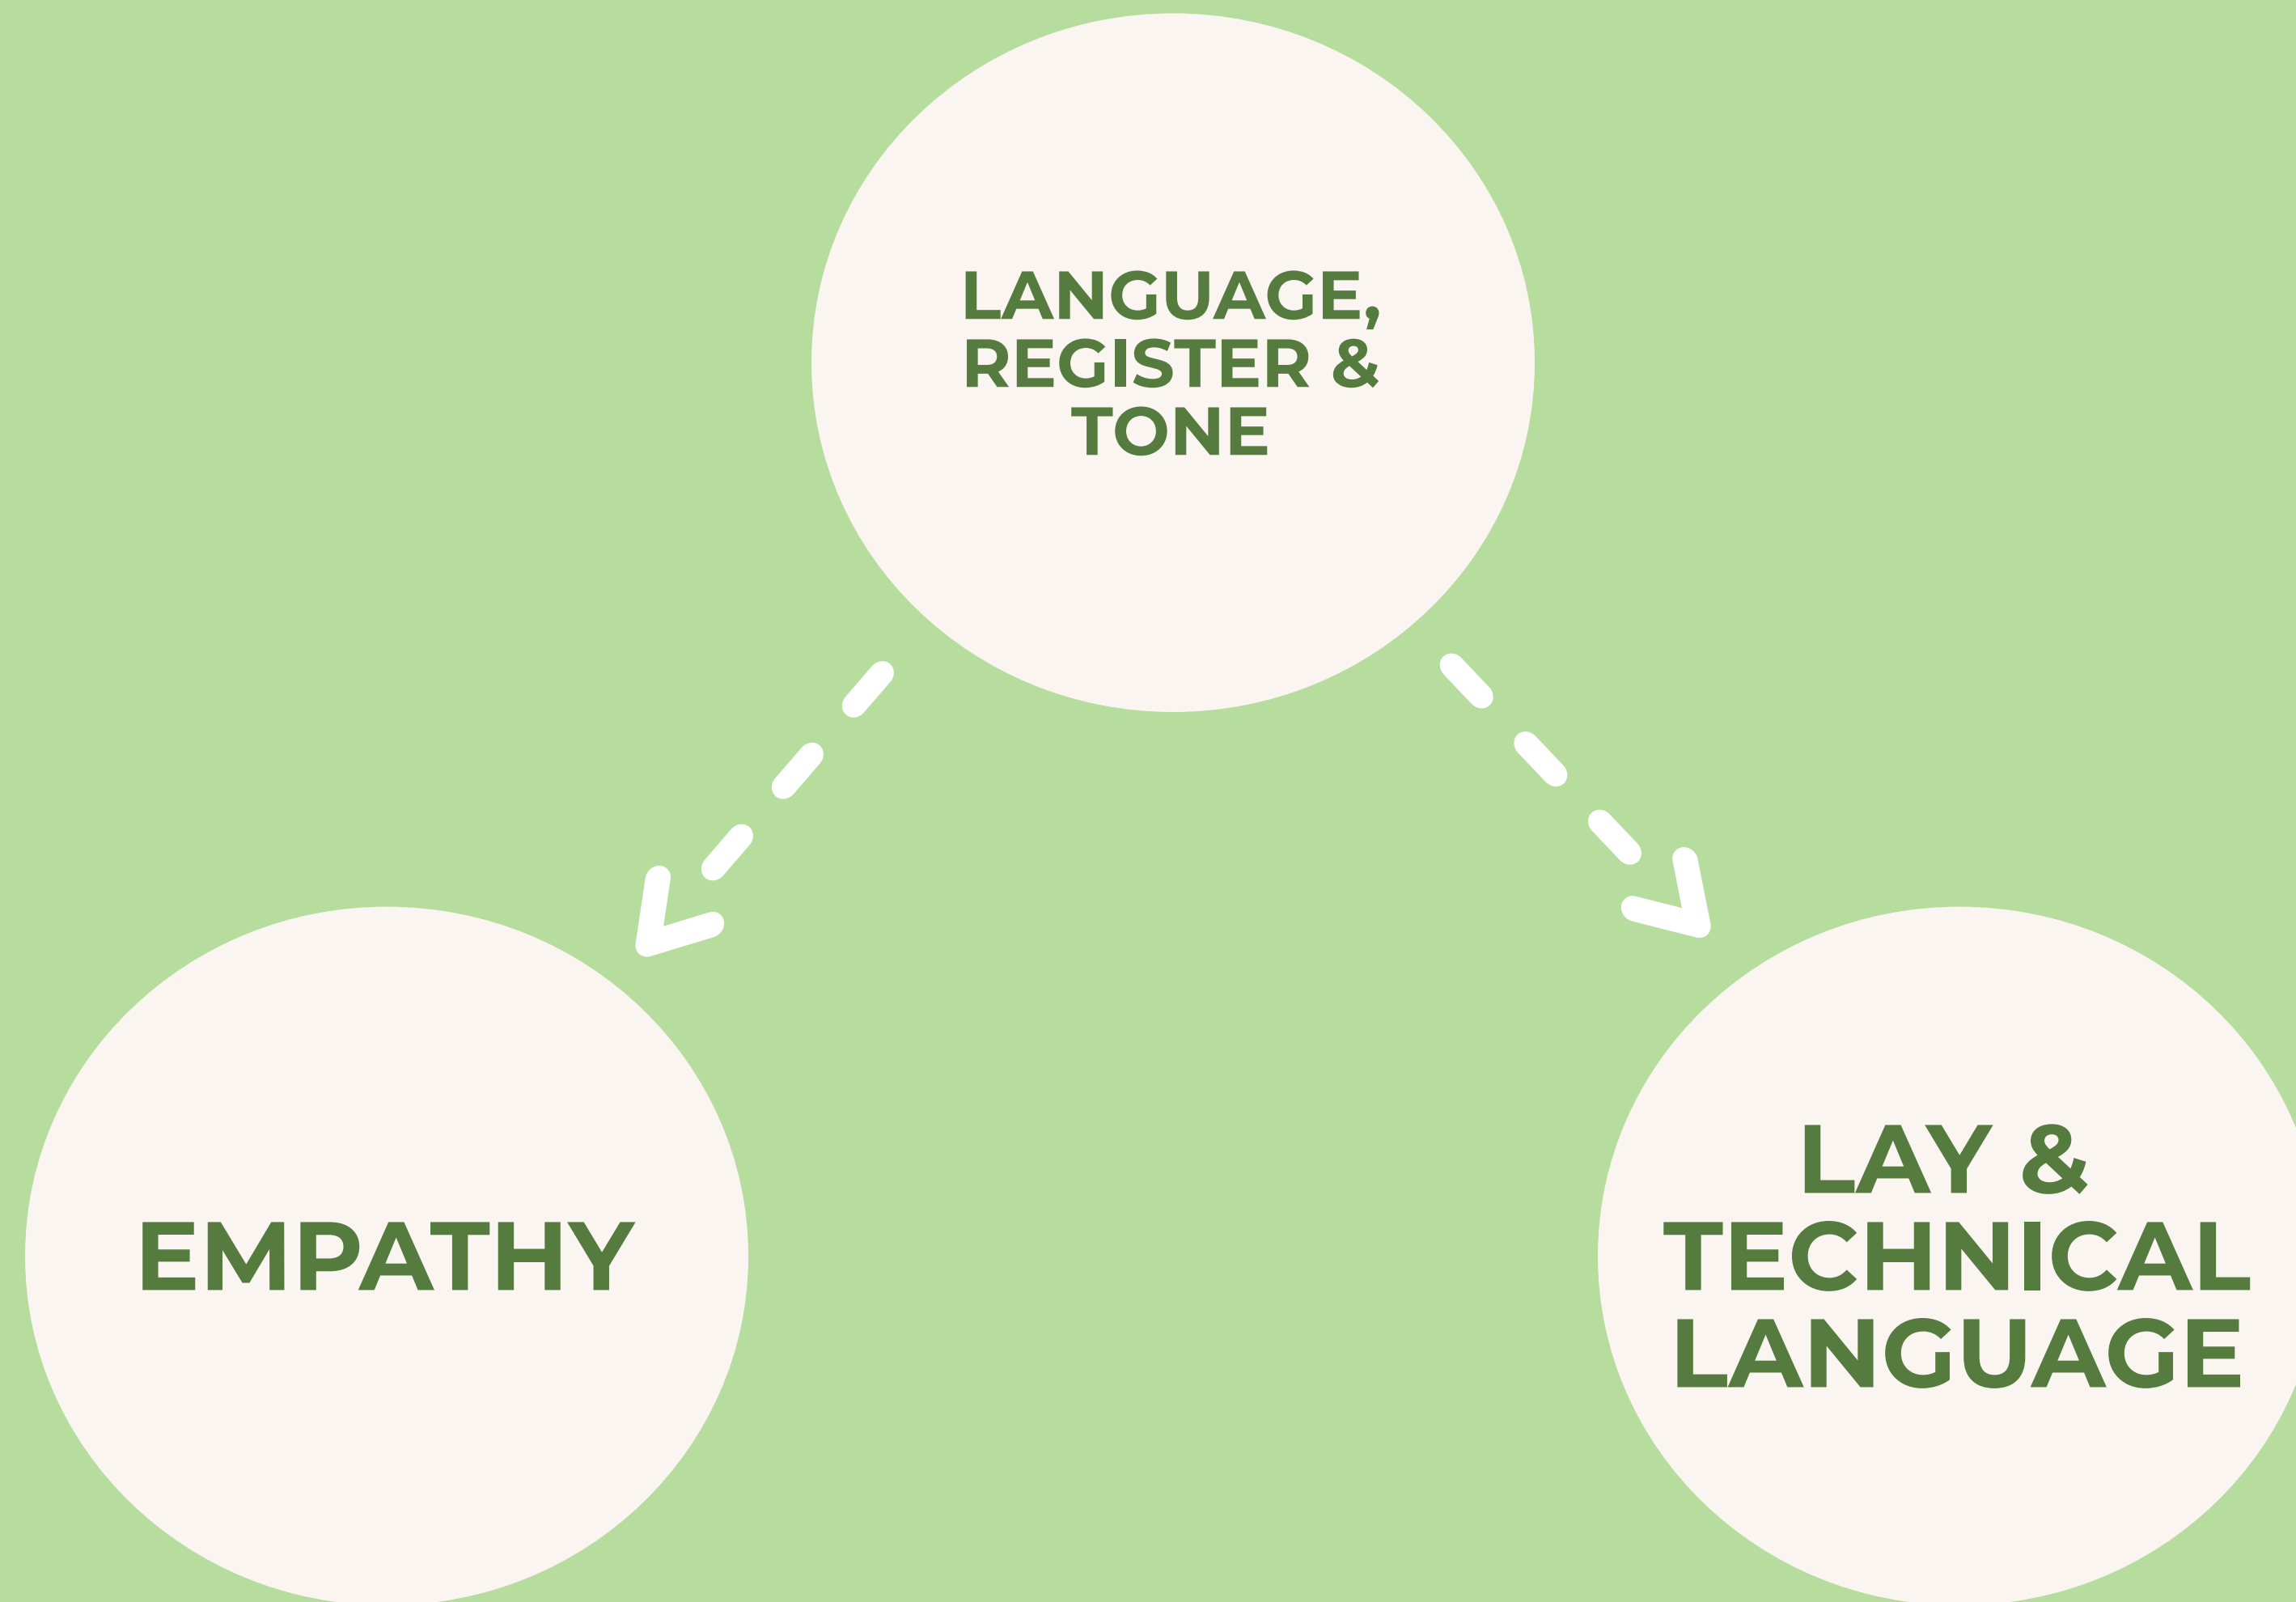 LANGUAGE,
REGISTER &
TONE
EMPATHY
LAY &
TECHNICAL
LANGUAGE